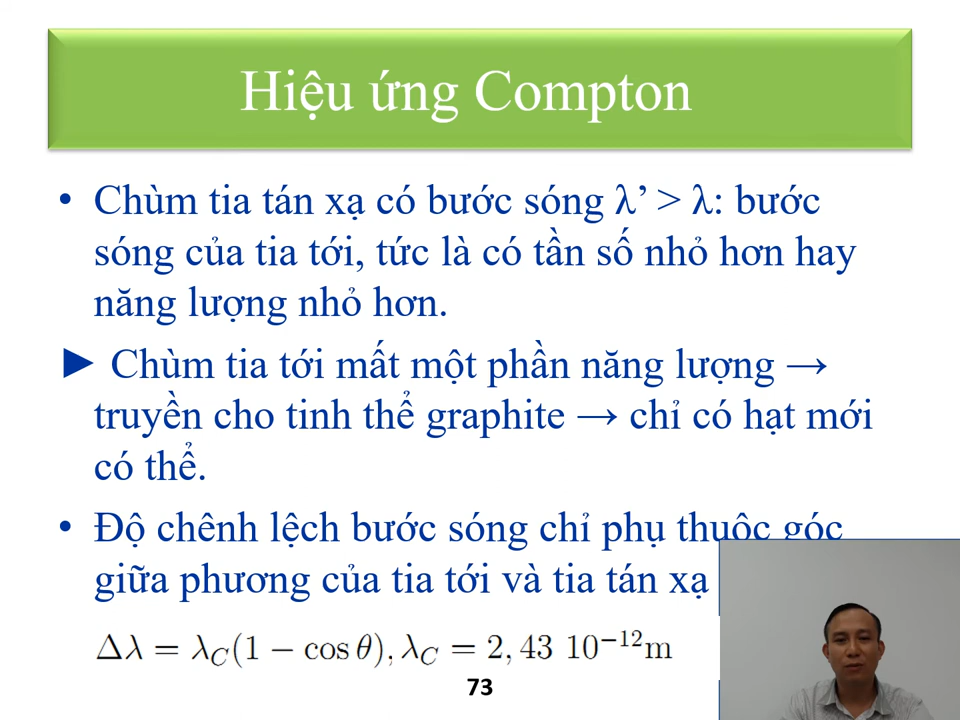 Hiệu ứng Compton
• Chùm tia tán xạ có bước sóng λ’ > λ: bước
sóng của tia tới, tức là có tần số nhỏ hơn hay
năng lượng nhỏ hơn.
► Chùm tia tới mất một phần năng lượng →
truyền cho tinh thể graphite → chỉ có hạt mới
có thể.
• Độ chênh lệch bước sóng chỉ phụ thuộc góc
giữa phương của tia tới và tia tán xạ
Δλ = λ_C(1 − cos θ), λ_C = 2, 43 10⁻¹²m
73